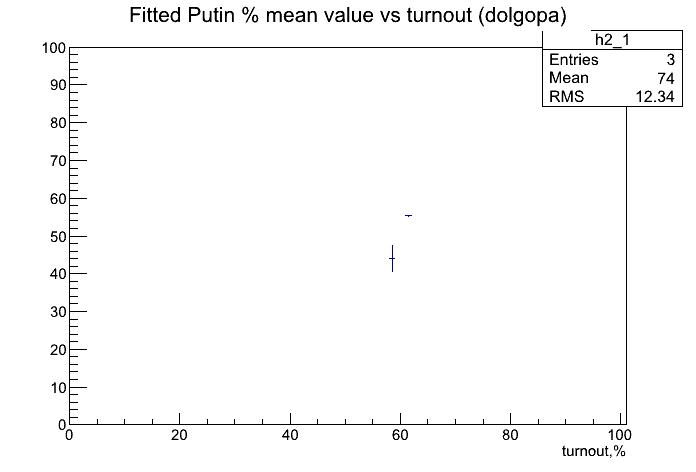 Fitted Putin % mean value vs turnout (dolgopa)
h2_1
Entries 3
Mean 74
RMS 12.34
100
90
80
70
60
50
40
30
20
10
0
0 20 40 60 80 100
turnout,%